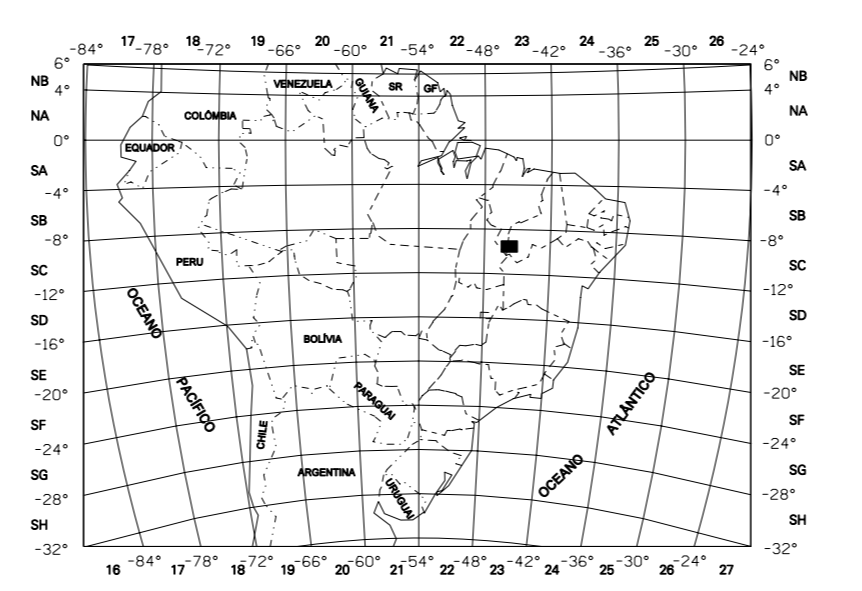 17 18 19 20 21 22 23 24 25 26
-84° -78° -72° -66° -60° -54° -48° -42° -36° -30° -24°
6° 6°
NB NB
4° 4°
VENEZUELA
GUIANA
SR
GF
NA NA
COLÔMBIA
0° 0°
EQUADOR
SA SA
-4° -4°
SB SB
-8° -8°
PERU
SC SC
-12° -12°
OCEANO
PACÍFICO
SD SD
-16° -16°
BOLÍVIA
SE SE
-20° -20°
PARAGUAI
OCEANO
ATLÂNTICO
SF SF
CHILE
-24° -24°
SG SG
ARGENTINA
URUGUAI
-28° -28°
SH SH
-32° -32°
-84° -78° -72° -66° -60° -54° -48° -42° -36° -30° -24°
16 17 18 19 20 21 22 23 24 25 26 27